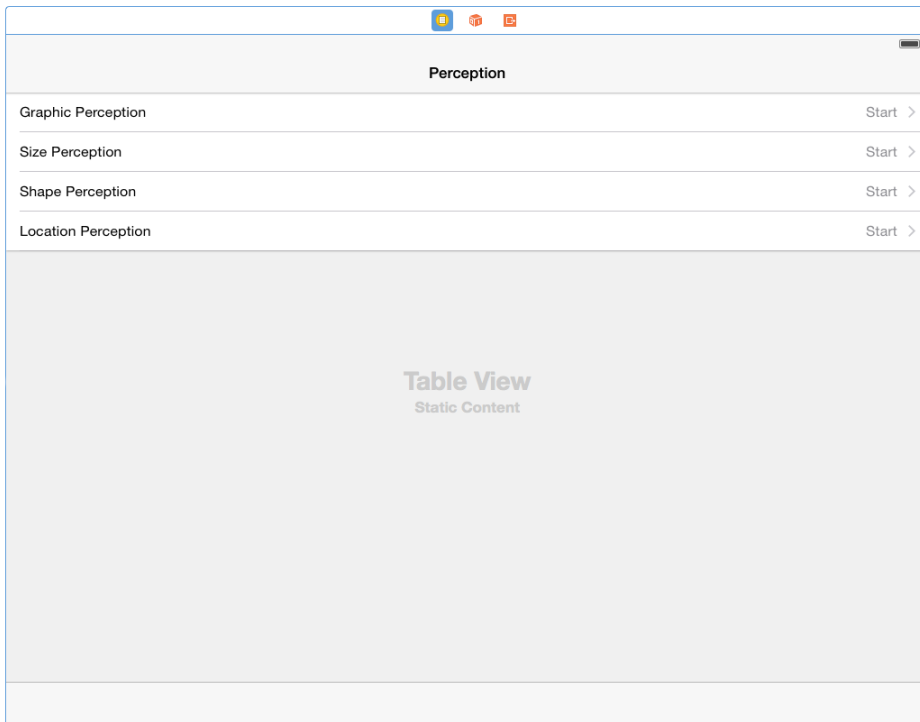 Perception
Graphic Perception Start
Size Perception Start
Shape Perception Start
Location Perception Start
Table View
Static Content